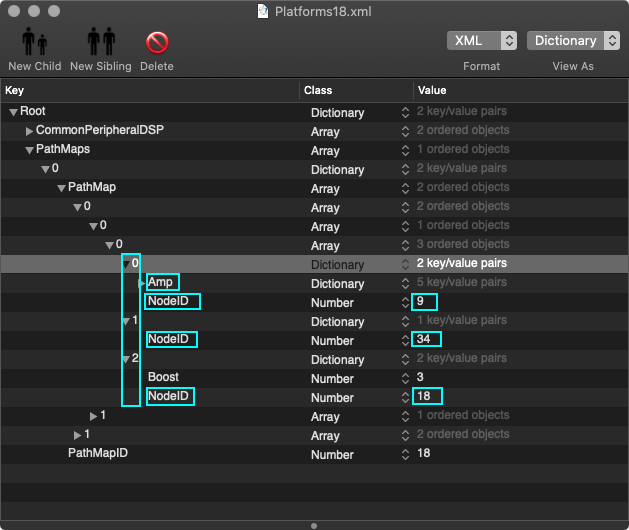 Platforms18.xml
New Child New Sibling Delete XML Format Dictionary View As
Key Class Value
Root Dictionary 2 key/value pairs
CommonPeripheralDSP Array 2 ordered objects
PathMaps Array 1 ordered objects
0 Dictionary 2 key/value pairs
PathMap Array 2 ordered objects
0 Array 2 ordered objects
0 Array 1 ordered objects
0 Array 3 ordered objects
0 Dictionary 2 key/value pairs
Amp Dictionary 5 key/value pairs
NodeID Number 9
1 Dictionary 1 key/value pairs
NodeID Number 34
2 Dictionary 2 key/value pairs
Boost Number 3
NodeID Number 18
1 Array 1 ordered objects
1 Array 2 ordered objects
PathMapID Number 18